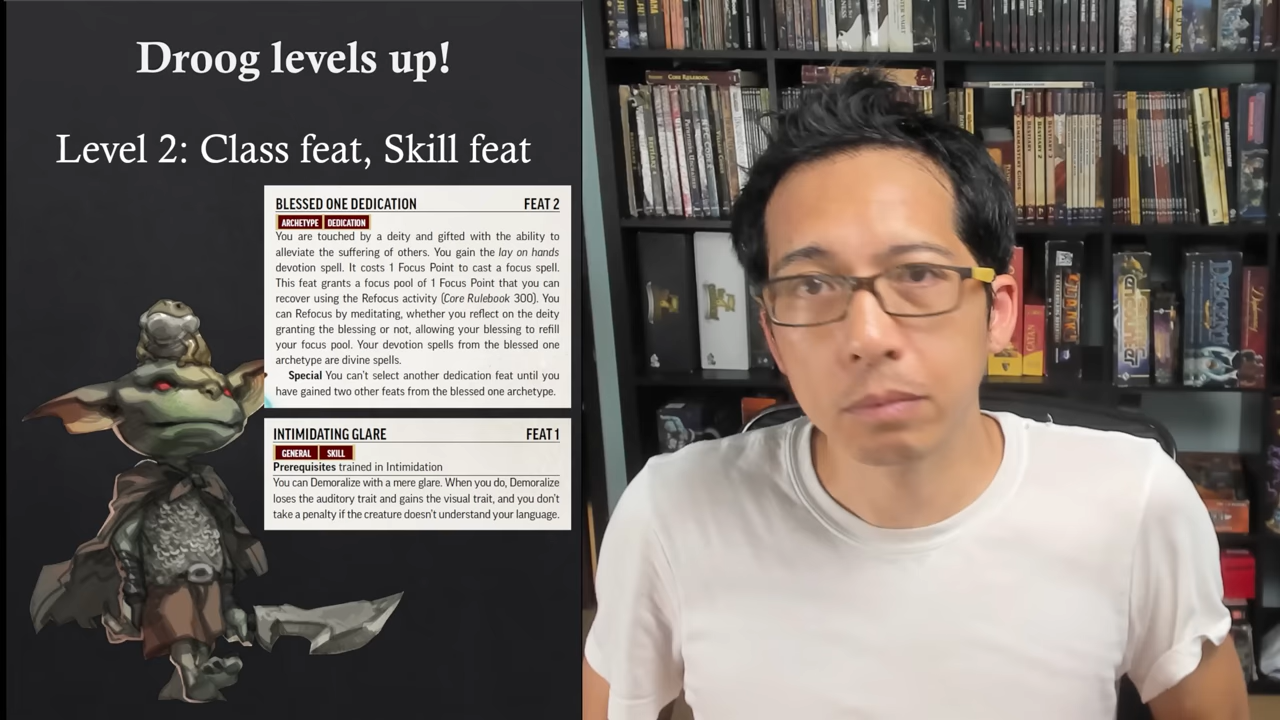 Droog levels up!
Level 2: Class feat, Skill feat
BLESSED ONE DEDICATION FEAT 2
ARCHETYPE DEDICATION
You are touched by a deity and gifted with the ability to
alleviate the suffering of others. You gain the lay on hands
devotion spell. It costs 1 Focus Point to cast a focus spell.
This feat grants a focus pool of 1 Focus Point that you can
recover using the Refocus activity (Core Rulebook 300). You
can Refocus by meditating, whether you reflect on the deity
granting the blessing or not, allowing your blessing to refill
your focus pool. Your devotion spells from the blessed one
archetype are divine spells.
Special You can't select another dedication feat until you
have gained two other feats from the blessed one archetype.
INTIMIDATING GLARE FEAT 1
GENERAL SKILL
Prerequisites trained in Intimidation
You can Demoralize with a mere glare. When you do, Demoralize
loses the auditory trait and gains the visual trait, and you don't
take a penalty if the creature doesn't understand your language.
CORE RULEBOOK
CATAN
DESCENT